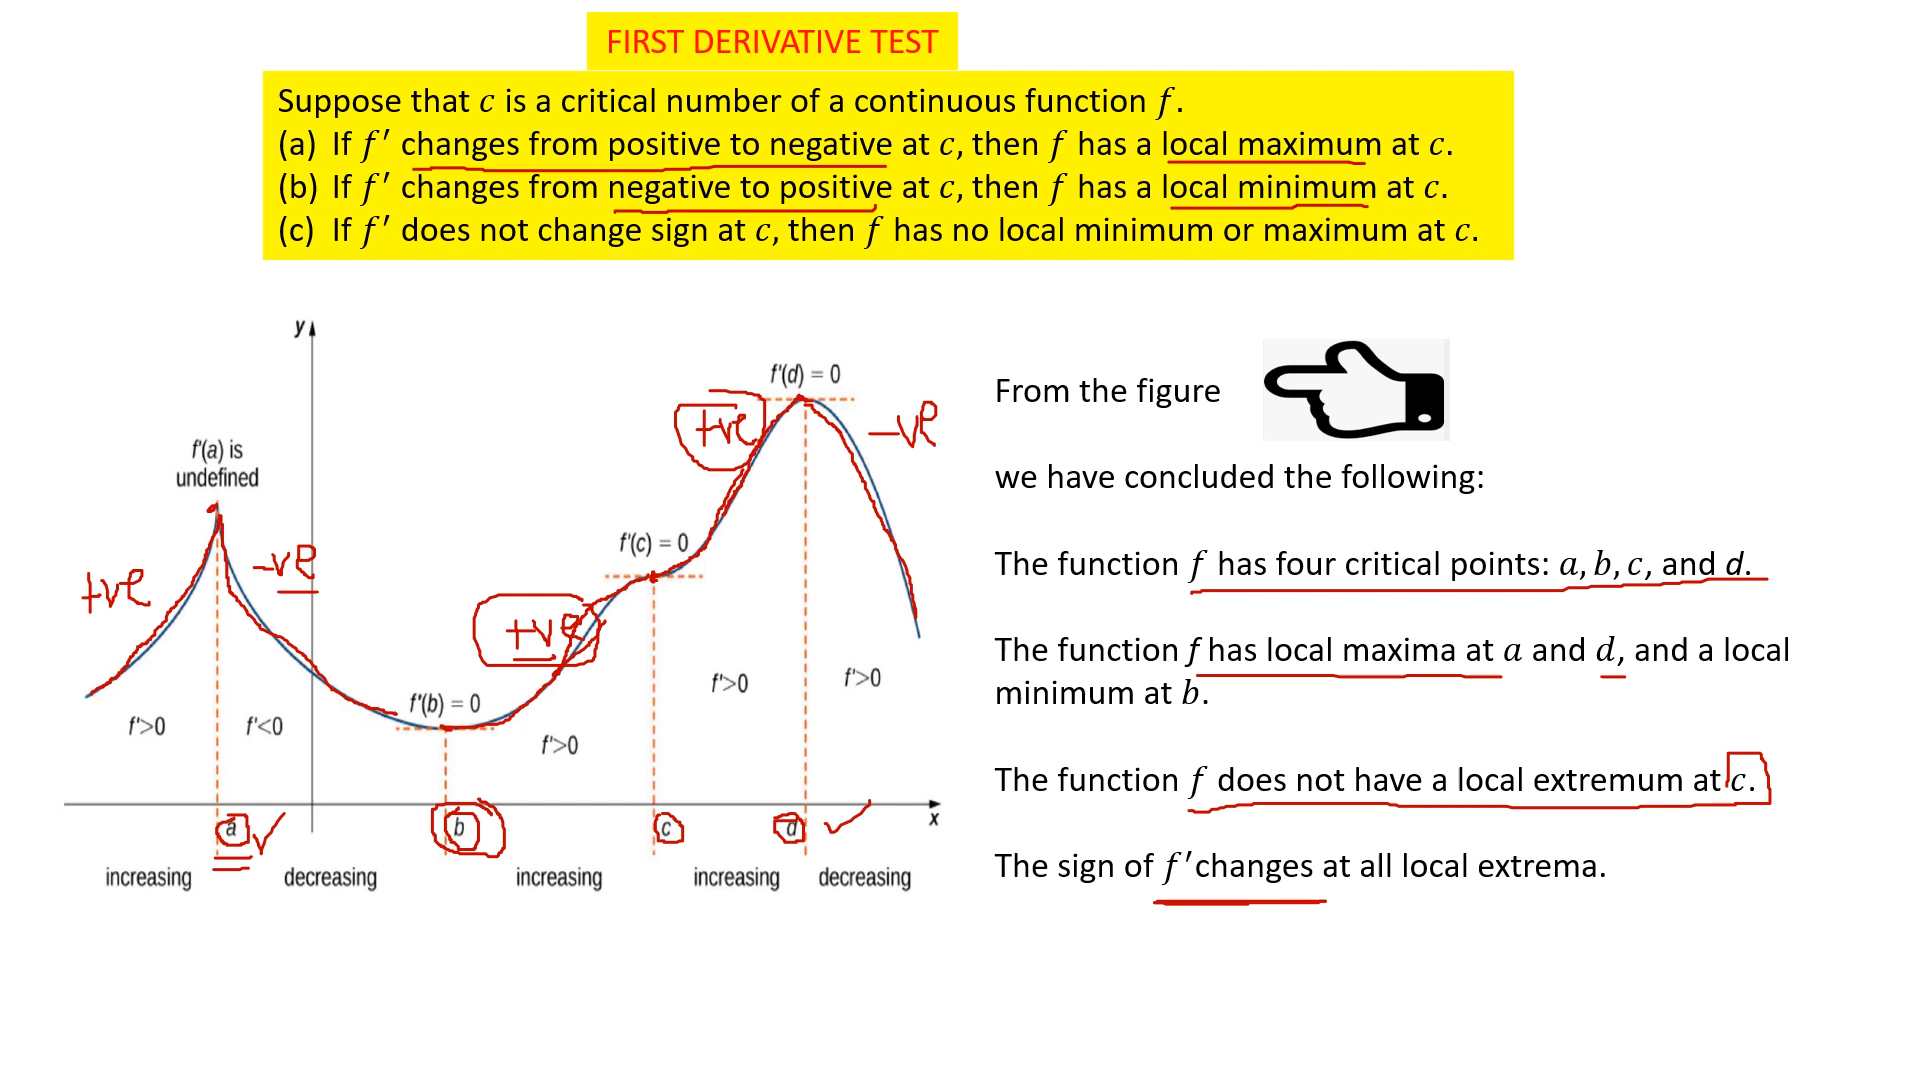 FIRST DERIVATIVE TEST
Suppose that c is a critical number of a continuous function f.
(a) If f′ changes from positive to negative at c, then f has a local maximum at c.
(b) If f′ changes from negative to positive at c, then f has a local minimum at c.
(c) If f′ does not change sign at c, then f has no local minimum or maximum at c.
y
f'(d) = 0
+ve
-ve
f'(a) is
undefined
f'(c) = 0
+ve
-ve
+ve
f'(b) = 0
f'>0
f'<0
f'>0
f'>0
f'>0
a
b
c
d
x
increasing
decreasing
increasing
increasing
decreasing
From the figure
we have concluded the following:
The function f has four critical points: a, b, c, and d.
The function f has local maxima at a and d, and a local
minimum at b.
The function f does not have a local extremum at c.
The sign of f′changes at all local extrema.